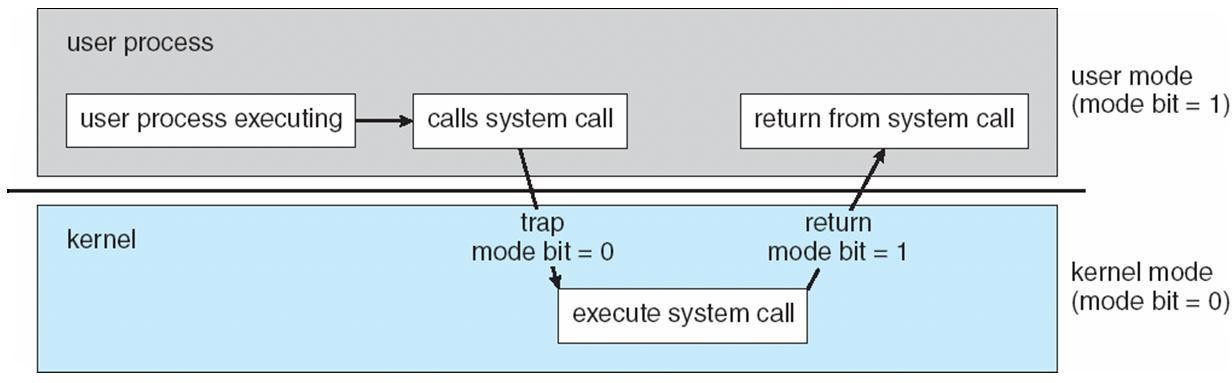 user process
user process executing
calls system call
return from system call
user mode
(mode bit = 1)
kernel
trap
mode bit = 0
return
mode bit = 1
execute system call
kernel mode
(mode bit = 0)